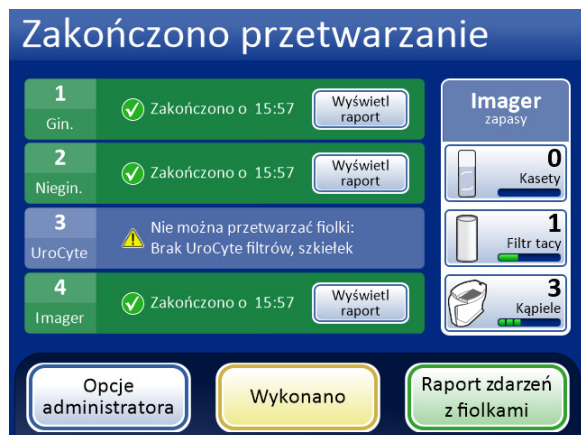 Zakończono przetwarzanie
1
Gin.
Zakończono o 15:57
Wyświetl
raport
2
Niegin.
Zakończono o 15:57
Wyświetl
raport
3
UroCyte
Nie można przetwarzać fiolki:
Brak UroCyte filtrów, szkiełek
4
Imager
Zakończono o 15:57
Wyświetl
raport
Imager
zapasy
0
Kasety
1
Filtr tacy
3
Kąpiele
Opcje
administratora
Wykonano
Raport zdarzeń
z fiolkami